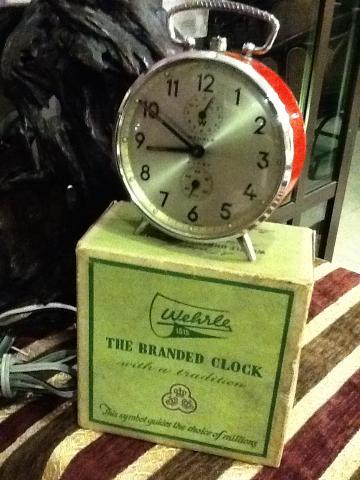 12
11 1
10 2
9 3
8 4
7 5
6
Wehrle
1815
THE BRANDED CLOCK
with a tradition
This symbol guides the choice of millions